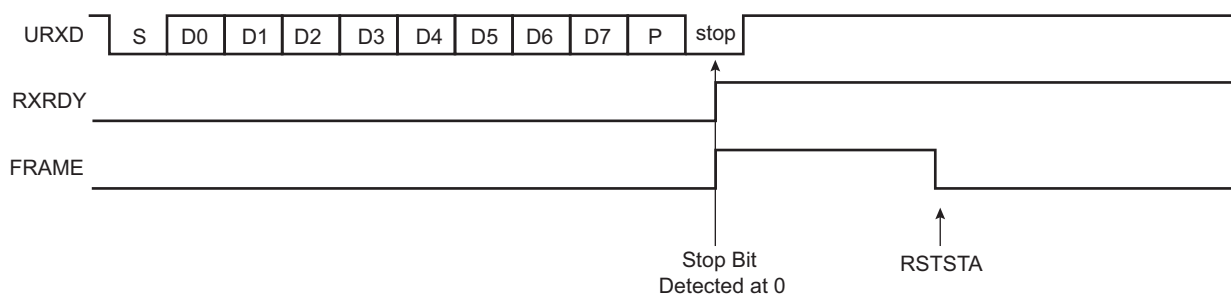 URXD S D0 D1 D2 D3 D4 D5 D6 D7 P stop
RXRDY
FRAME
Stop Bit
Detected at 0
RSTSTA